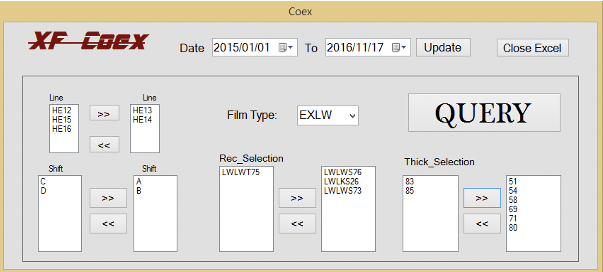 Coex
XF Coex
Date 2015/01/01 To 2016/11/17 Update Close Excel
Line Line
HE12
HE15
HE16
>>
<<
HE13
HE14
Film Type: EXLW
QUERY
Shift Shift
C
D
>>
<<
A
B
Rec_Selection
LWLWT75
>>
<<
LWLWS76
LWLKS26
LWLWS73
Thick_Selection
83
85
>>
<<
51
54
58
69
71
80